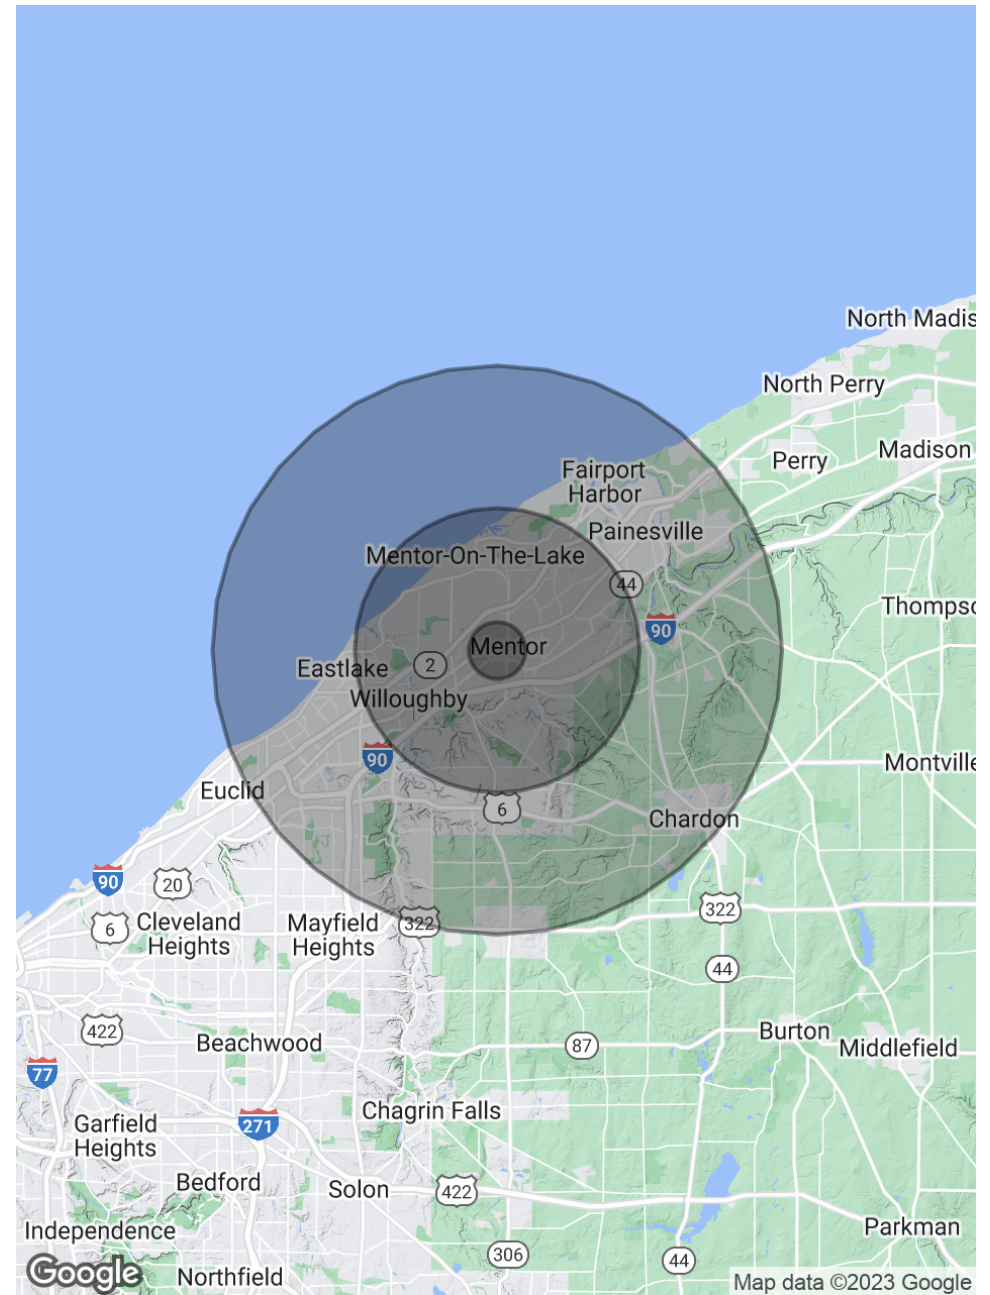 North Madis
North Perry
Madison
Perry
Fairport
Harbor
Painesville
Mentor-On-The-Lake
44
Thompso
90
Mentor
Eastlake
2
Willoughby
90
Montville
Euclid
6
Chardon
90
20
322
6
Cleveland
Heights
Mayfield
Heights
322
44
422
Burton
Beachwood
87
Middlefield
77
Chagrin Falls
Garfield
Heights
271
Bedford
Solon
422
Independence
Parkman
306
44
Google
Northfield
Map data ©2023 Google